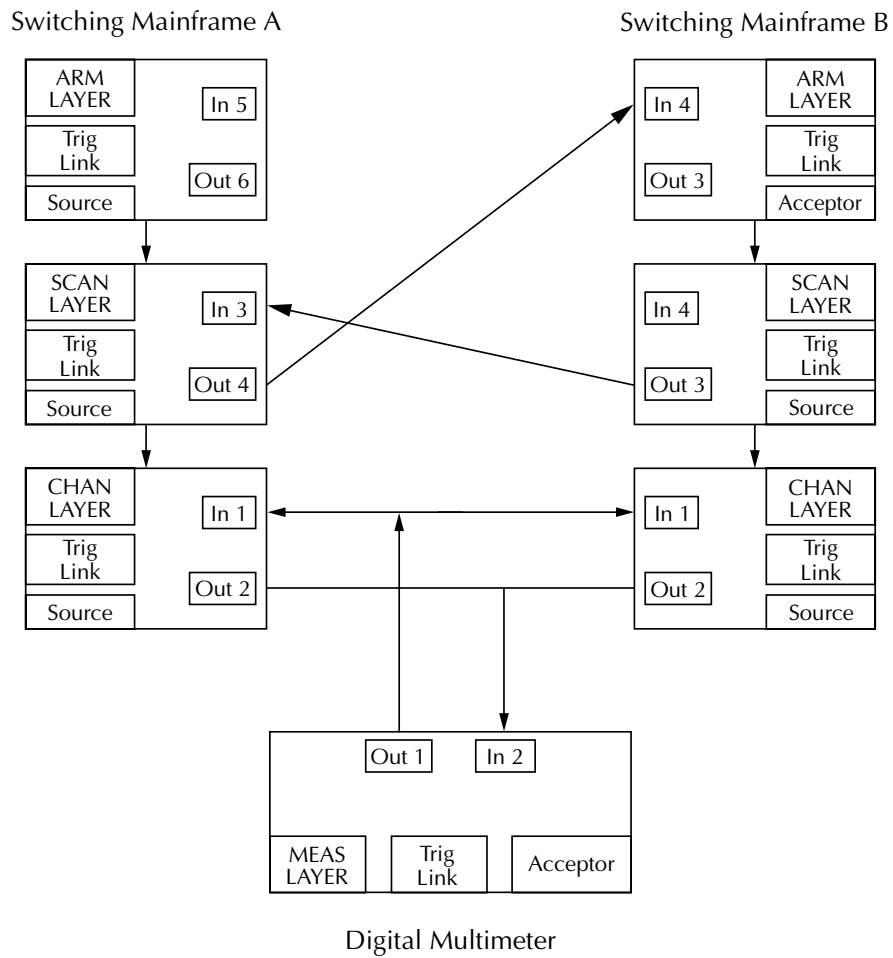 Switching Mainframe A
Switching Mainframe B
ARM
LAYER
In 5
Trig
Link
Out 6
Source
In 4
ARM
LAYER
Out 3
Trig
Link
Acceptor
SCAN
LAYER
In 3
Trig
Link
Out 4
Source
In 4
SCAN
LAYER
Out 3
Trig
Link
Source
CHAN
LAYER
In 1
Trig
Link
Out 2
Source
In 1
CHAN
LAYER
Out 2
Trig
Link
Source
Out 1
In 2
MEAS
LAYER
Trig
Link
Acceptor
Digital Multimeter